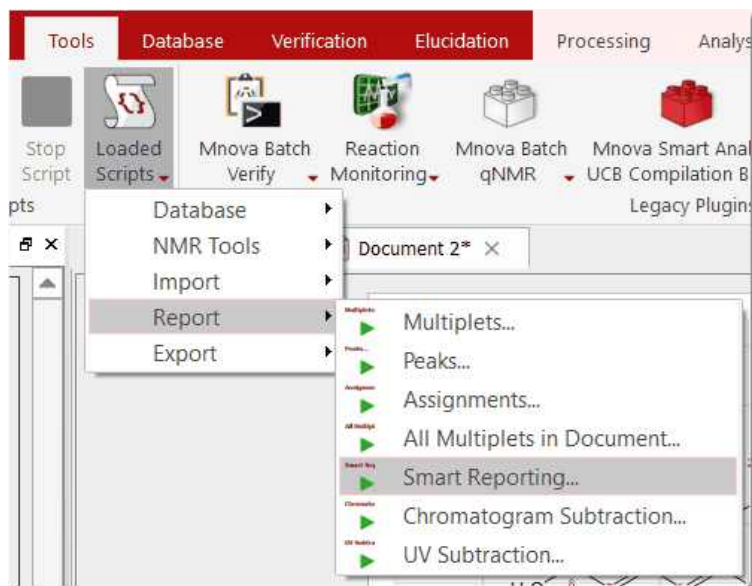 Tools Database Verification Elucidation Processing Analys
Stop Loaded Mnova Batch Reaction Mnova Batch Mnova Smart Anal
Script Scripts Verify Monitoring qNMR UCB Compilation B
pts Legacy Plugins
Document 2*
Database
NMR Tools
Import
Report
Export
Multiplets...
Peaks...
Assignments...
All Multiplets in Document...
Smart Reporting...
Chromatogram Subtraction...
UV Subtraction...